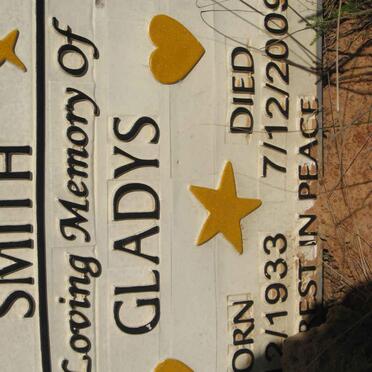 SMITH
Loving Memory Of
GLADYS
ORN DIED
2/1933 7/12/2009
REST IN PEACE